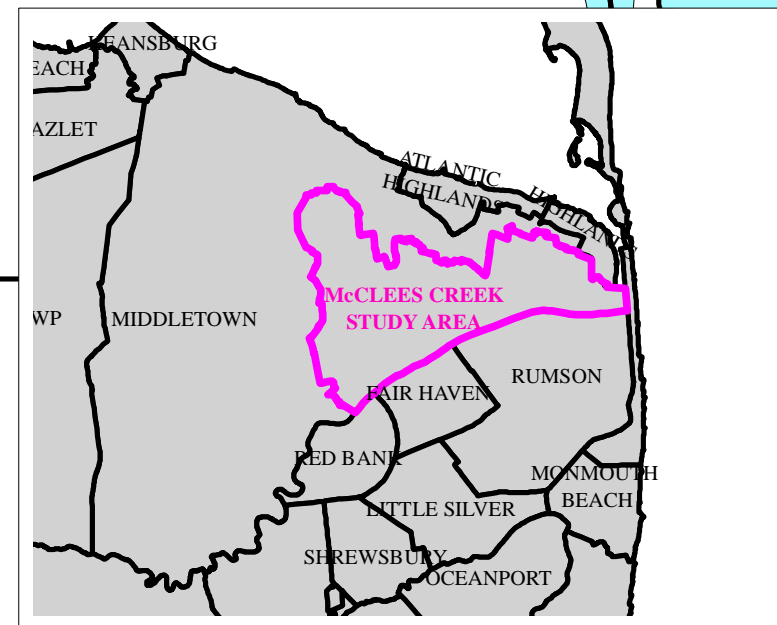 KEANSBURG
EACH
AZLET
ATLANTIC
HIGHLANDS
HIGHLANDS
McCLEES CREEK
STUDY AREA
WP
MIDDLETOWN
RUMSON
FAIR HAVEN
RED BANK
MONMOUTH
BEACH
LITTLE SILVER
SHREWSBURY
OCEANPORT